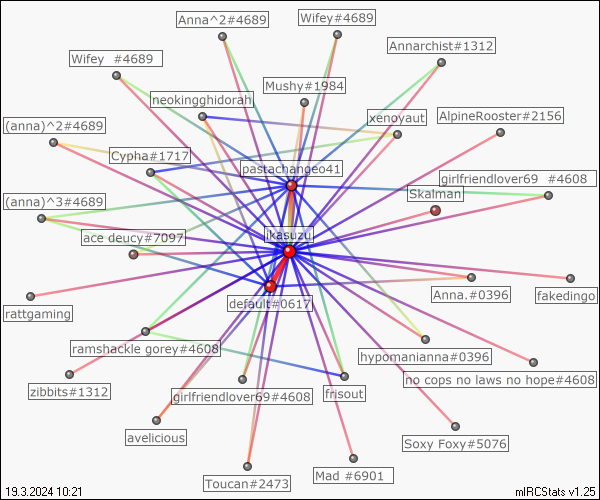 Anna^2#4689
Wifey#4689
Annarchist#1312
Wifey #4689
Mushy#1984
neokingghidorah
xenoyaut
AlpineRooster#2156
(anna)^2#4689
Cypha#1717
pastachangeo41
girlfriendlover69 #4608
Skalman
(anna)^3#4689
ace deucy#7097
ikasuzu
Anna.#0396
fakedingo
rattgaming
default#0617
ramshackle gorey#4608
hypomanianna#0396
no cops no laws no hope#4608
zibbits#1312
girlfriendlover69#4608
frisout
avelicious
Soxy Foxy#5076
Toucan#2473
Mad #6901
19.3.2024 10:21
mIRCStats v1.25